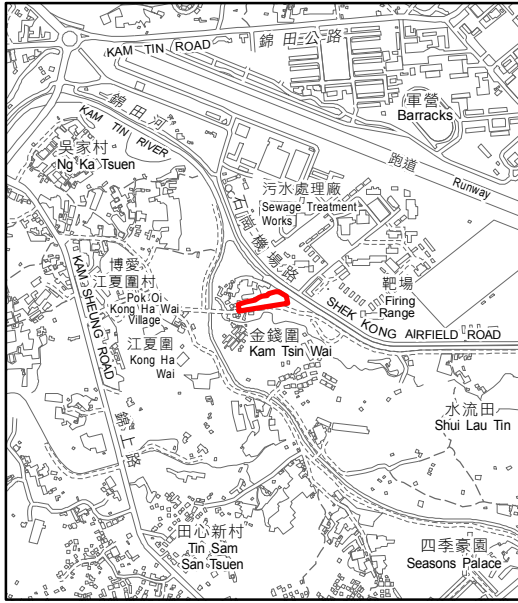 KAM TIN ROAD
錦田公路
錦田河
KAM TIN RIVER
軍營
Barracks
吳家村
Ng Ka Tsuen
跑道
Runway
污水處理廠
Sewage Treatment
Works
石崗機場路
SHEK KONG AIRFIELD ROAD
博愛
江夏圍村
Pok Oi
Kong Ha Wai
Village
靶場
Firing
Range
KAM SHEUNG ROAD
錦上路
江夏圍
Kong Ha
Wai
金錢圍
Kam Tsin Wai
水流田
Shui Lau Tin
田心新村
Tin Sam
San Tsuen
四季豪園
Seasons Palace